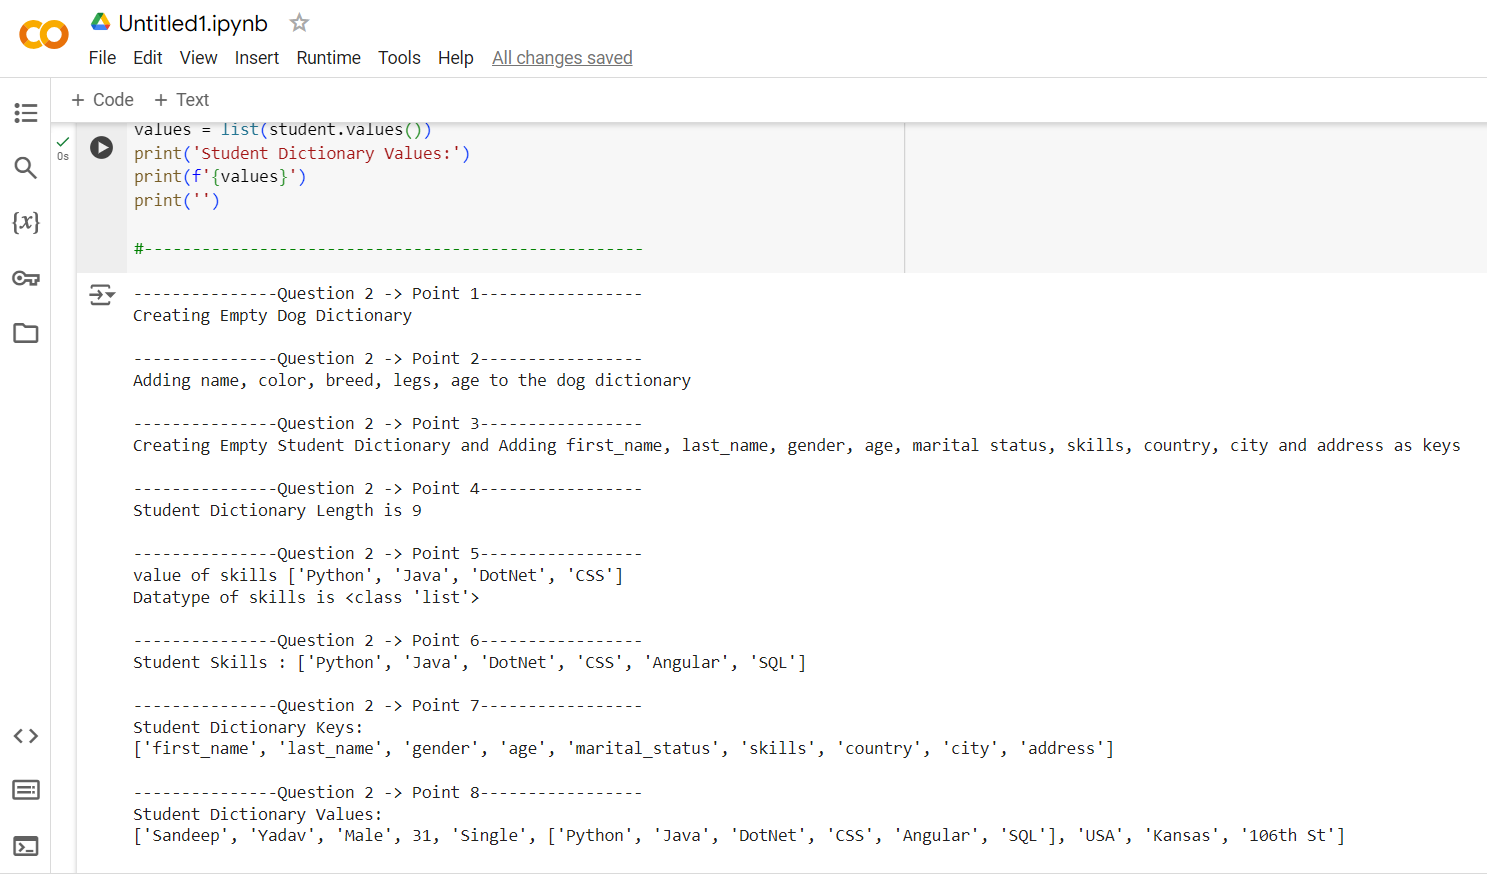 Untitled1.ipynb
File Edit View Insert Runtime Tools Help All changes saved
+ Code + Text
values = list(student.values())
0s
print('Student Dictionary Values:')
print(f'{values}')
print('')
#----------------------------------------------------
---------------Question 2 -> Point 1-----------------
Creating Empty Dog Dictionary
---------------Question 2 -> Point 2-----------------
Adding name, color, breed, legs, age to the dog dictionary
---------------Question 2 -> Point 3-----------------
Creating Empty Student Dictionary and Adding first_name, last_name, gender, age, marital status, skills, country, city and address as keys
---------------Question 2 -> Point 4-----------------
Student Dictionary Length is 9
---------------Question 2 -> Point 5-----------------
value of skills ['Python', 'Java', 'DotNet', 'CSS']
Datatype of skills is <class 'list'>
---------------Question 2 -> Point 6-----------------
Student Skills : ['Python', 'Java', 'DotNet', 'CSS', 'Angular', 'SQL']
---------------Question 2 -> Point 7-----------------
Student Dictionary Keys:
['first_name', 'last_name', 'gender', 'age', 'marital_status', 'skills', 'country', 'city', 'address']
---------------Question 2 -> Point 8-----------------
Student Dictionary Values:
['Sandeep', 'Yadav', 'Male', 31, 'Single', ['Python', 'Java', 'DotNet', 'CSS', 'Angular', 'SQL'], 'USA', 'Kansas', '106th St']